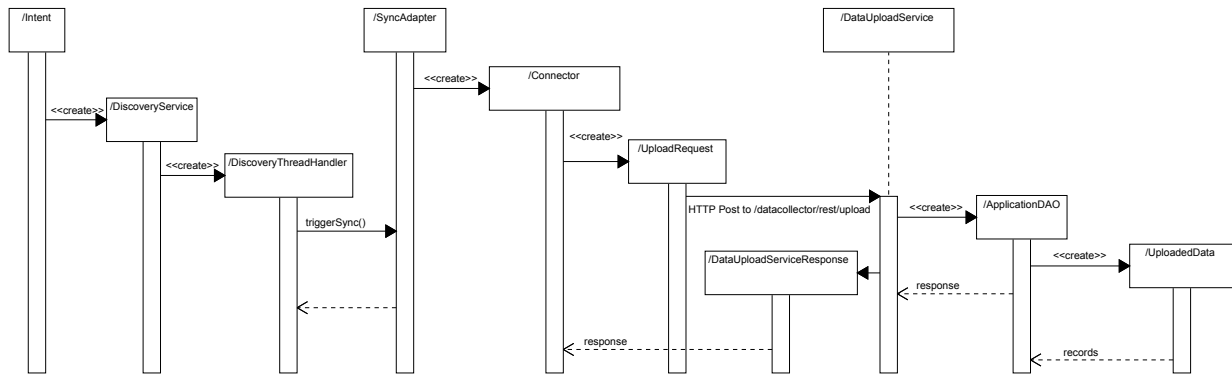 /Intent
/SyncAdapter
/DataUploadService
/Connector
<<create>>
/DiscoveryService
<<create>>
<<create>>
/UploadRequest
/DiscoveryThreadHandler
<<create>>
HTTP Post to /datacollector/rest/upload
<<create>>
/ApplicationDAO
triggerSync()
/DataUploadServiceResponse
<<create>>
/UploadedData
response
response
records